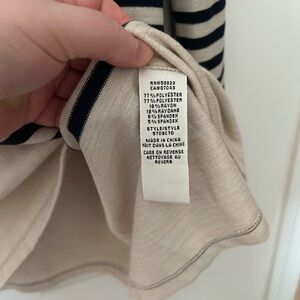 RN#58822
CA#07043
77% POLYESTER
77% POLYESTER
18% RAYON
18% RAYONNE
5% SPANDEX
5% SPANDEX
STYLE/STYLE
MADE IN CHINA
FAIT DANS LA CHINE
CARE ON REVERSE
NETTOYAGE AU
REVERS